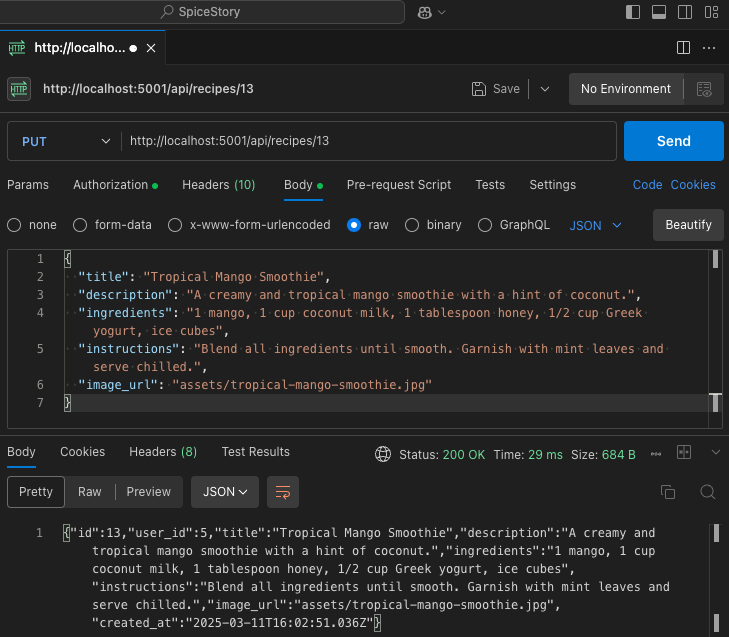 SpiceStory
HTTP http://localho... ● ×
HTTP http://localhost:5001/api/recipes/13 Save No Environment
PUT http://localhost:5001/api/recipes/13 Send
Params Authorization Headers (10) Body Pre-request Script Tests Settings Code Cookies
none form-data x-www-form-urlencoded raw binary GraphQL JSON Beautify
1 {
2 "title": "Tropical Mango Smoothie",
3 "description": "A creamy and tropical mango smoothie with a hint of coconut.",
4 "ingredients": "1 mango, 1 cup coconut milk, 1 tablespoon honey, 1/2 cup Greek
yogurt, ice cubes",
5 "instructions": "Blend all ingredients until smooth. Garnish with mint leaves and
serve chilled.",
6 "image_url": "assets/tropical-mango-smoothie.jpg"
7 }
Body Cookies Headers (8) Test Results Status: 200 OK Time: 29 ms Size: 684 B
Pretty Raw Preview JSON
1 {"id":13,"user_id":5,"title":"Tropical Mango Smoothie","description":"A creamy and
tropical mango smoothie with a hint of coconut.","ingredients":"1 mango, 1 cup
coconut milk, 1 tablespoon honey, 1/2 cup Greek yogurt, ice cubes",
"instructions":"Blend all ingredients until smooth. Garnish with mint leaves and
serve chilled.","image_url":"assets/tropical-mango-smoothie.jpg",
"created_at":"2025-03-11T16:02:51.036Z"}